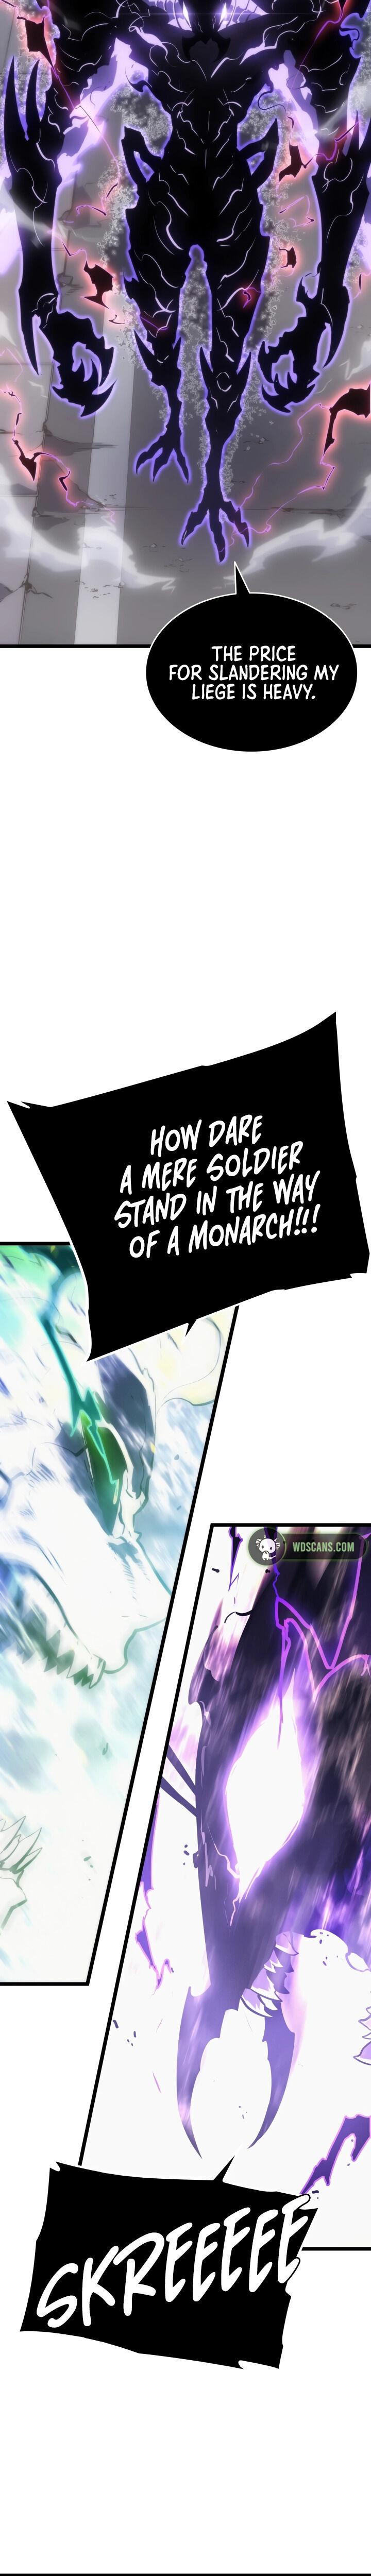 THE PRICE
FOR SLANDERING MY
LIEGE IS HEAVY.
HOW DARE
A MERE SOLDIER
STAND IN THE WAY
OF A MONARCH!!!
WDSCANS.COM
SKREEEEE